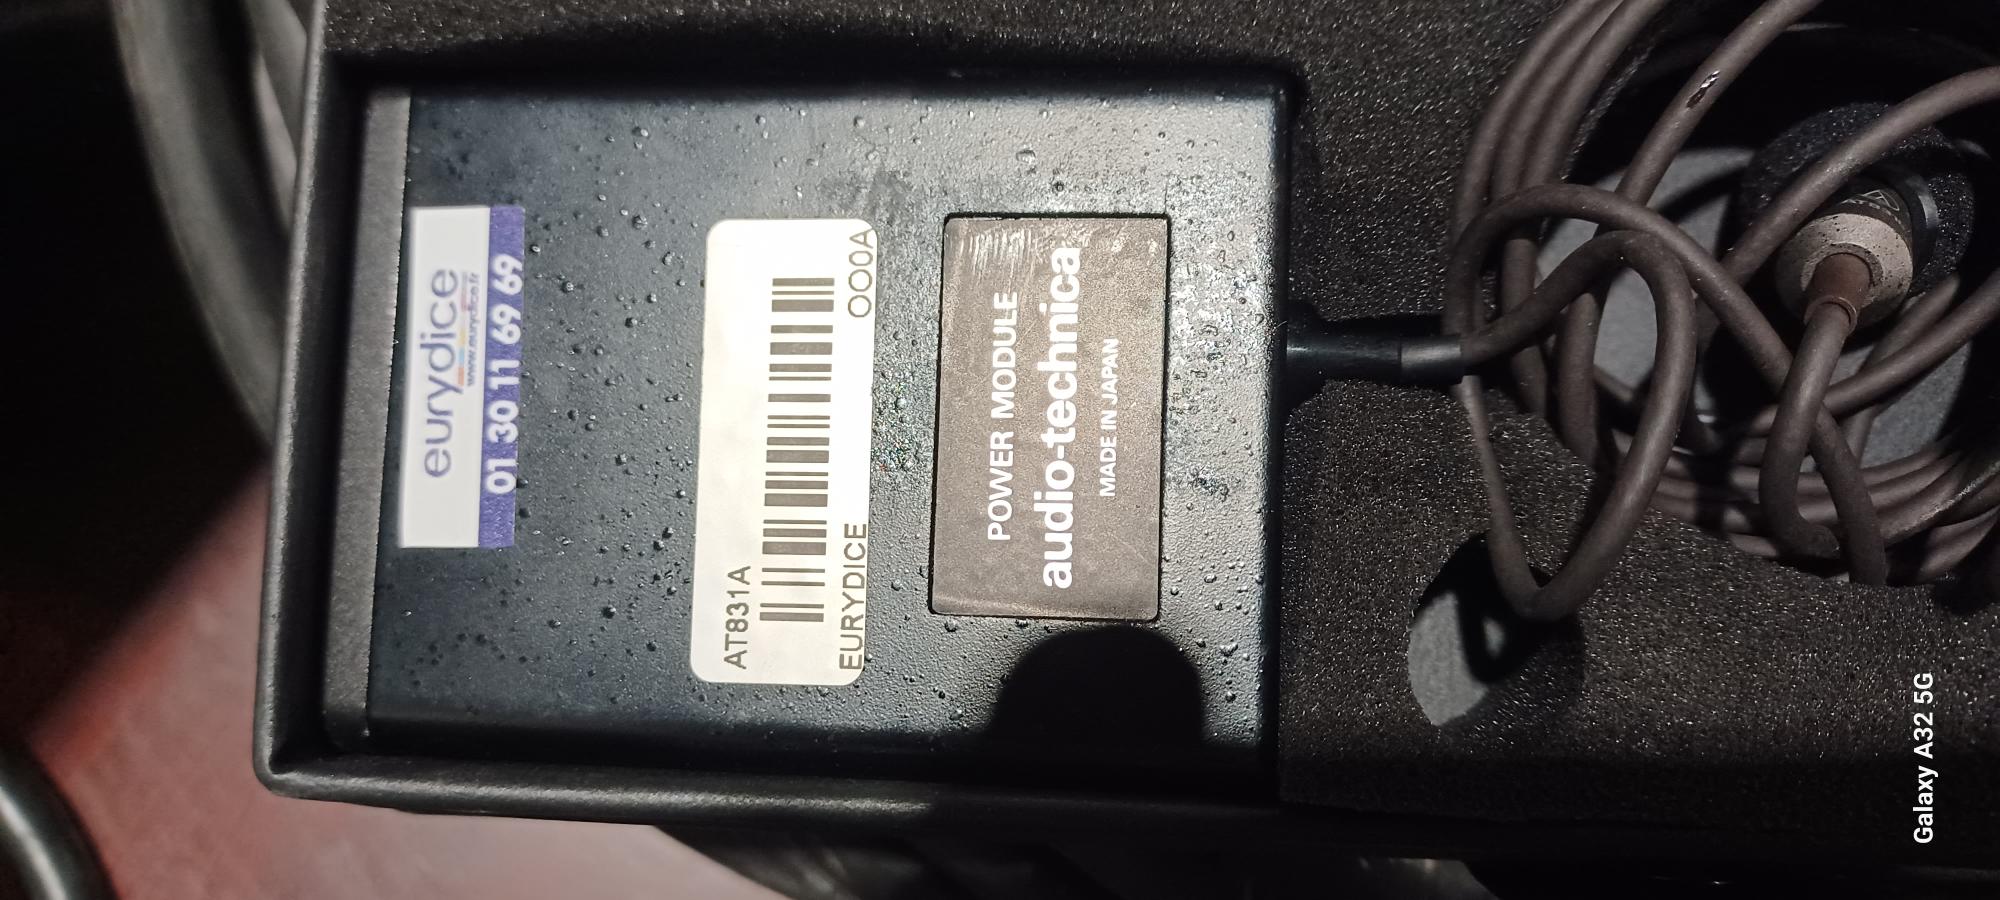 eurydice
www.eurydice.fr
01 30 11 69 69
AT831A
EURYDICE
OO0A
POWER MODULE
audio-technica
MADE IN JAPAN
Galaxy A32 5G